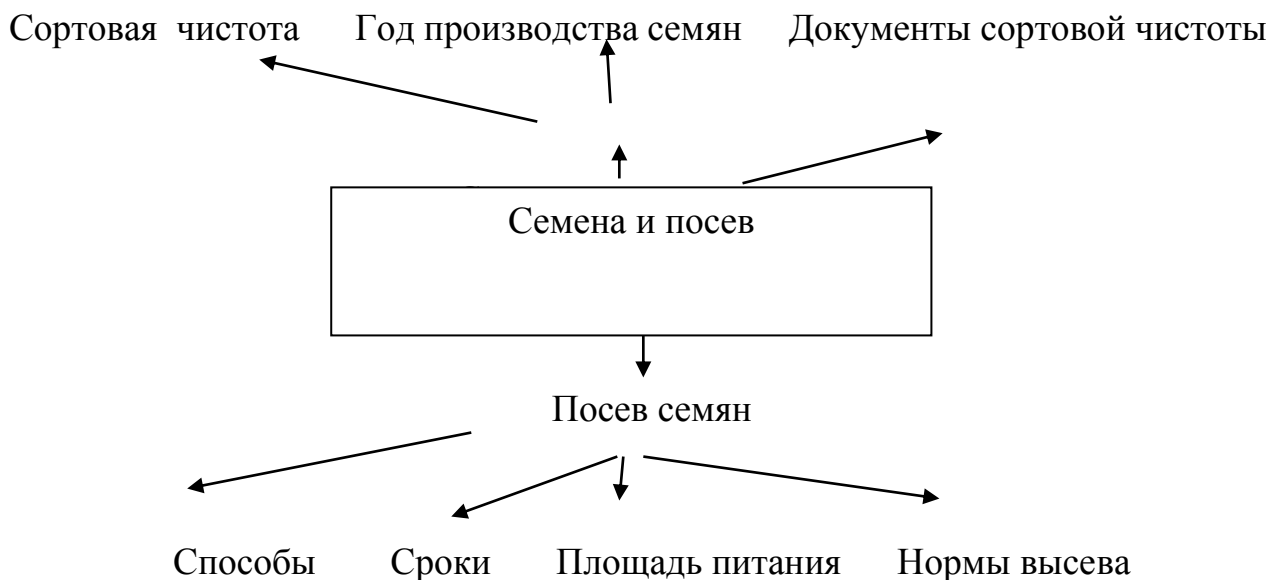 Сортовая чистота Год производства семян Документы сортовой чистоты
Семена и посев
Посев семян
Способы Сроки Площадь питания Нормы высева